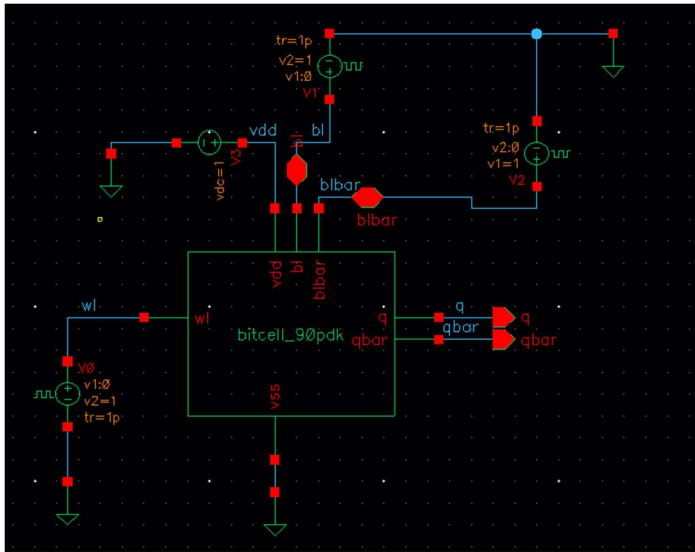 tr=1p
v2=1
v1:0
V1
vdd
bl
bl
V3
vdc=1
tr=1p
v2:0
v1=1
V2
blbar
blbar
vdd
bl
blbar
wl
wl
bitcell_90pdk
q
q
q
qbar
qbar
qbar
vss
V0
v1:0
v2=1
tr=1p